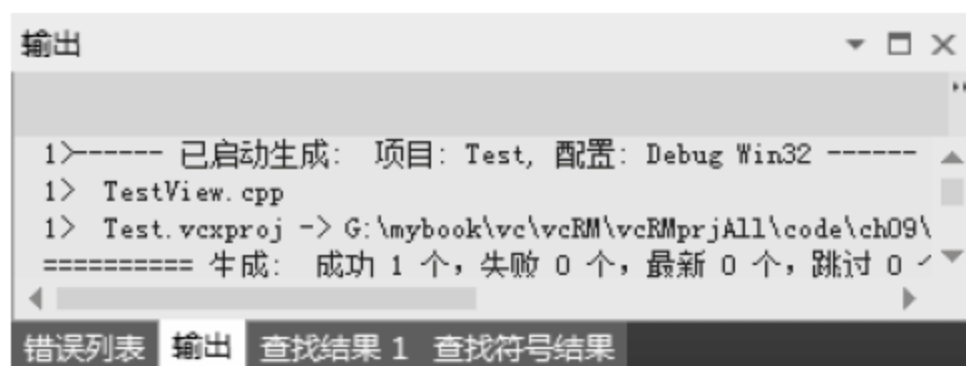 输出
1>------ 已启动生成: 项目: Test, 配置: Debug Win32 ------
1> TestView.cpp
1> Test.vcxproj -> G:\mybook\vc\vcRM\vcRMprjAll\code\ch09\
========== 生成: 成功 1 个，失败 0 个，最新 0 个，跳过 0
错误列表 输出 查找结果 1 查找符号结果